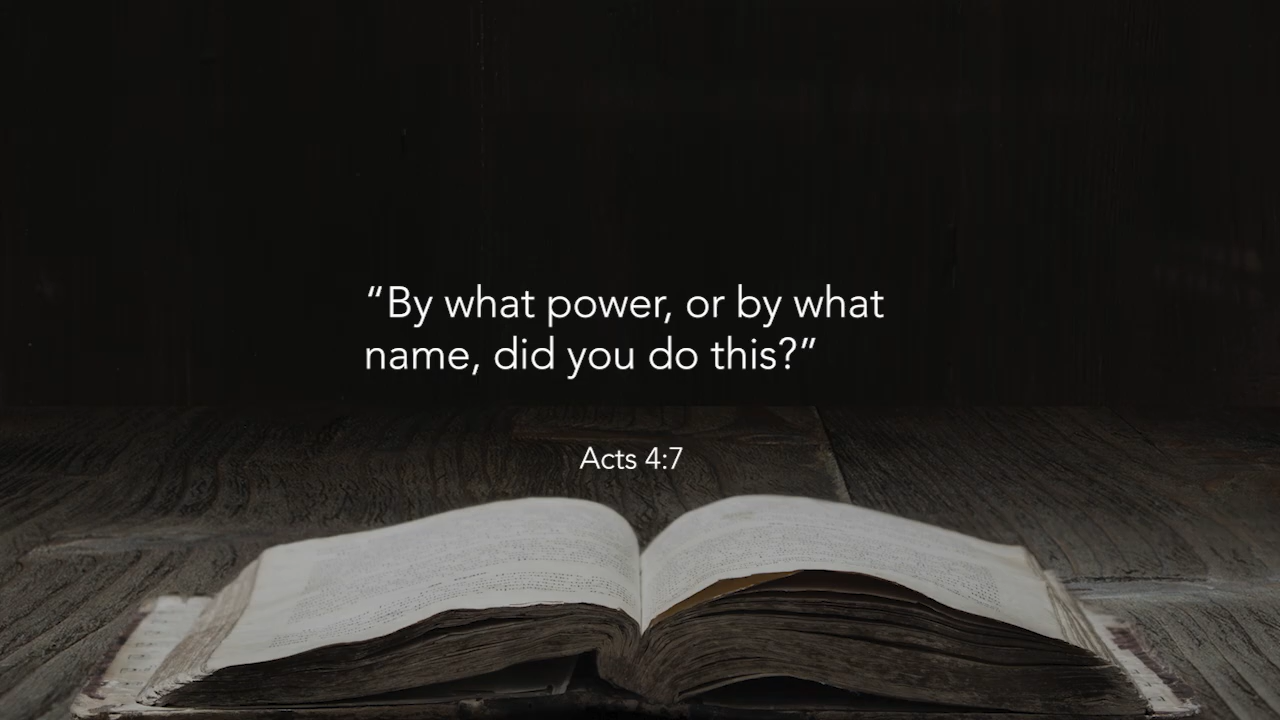 “By what power, or by what
name, did you do this?”
Acts 4:7